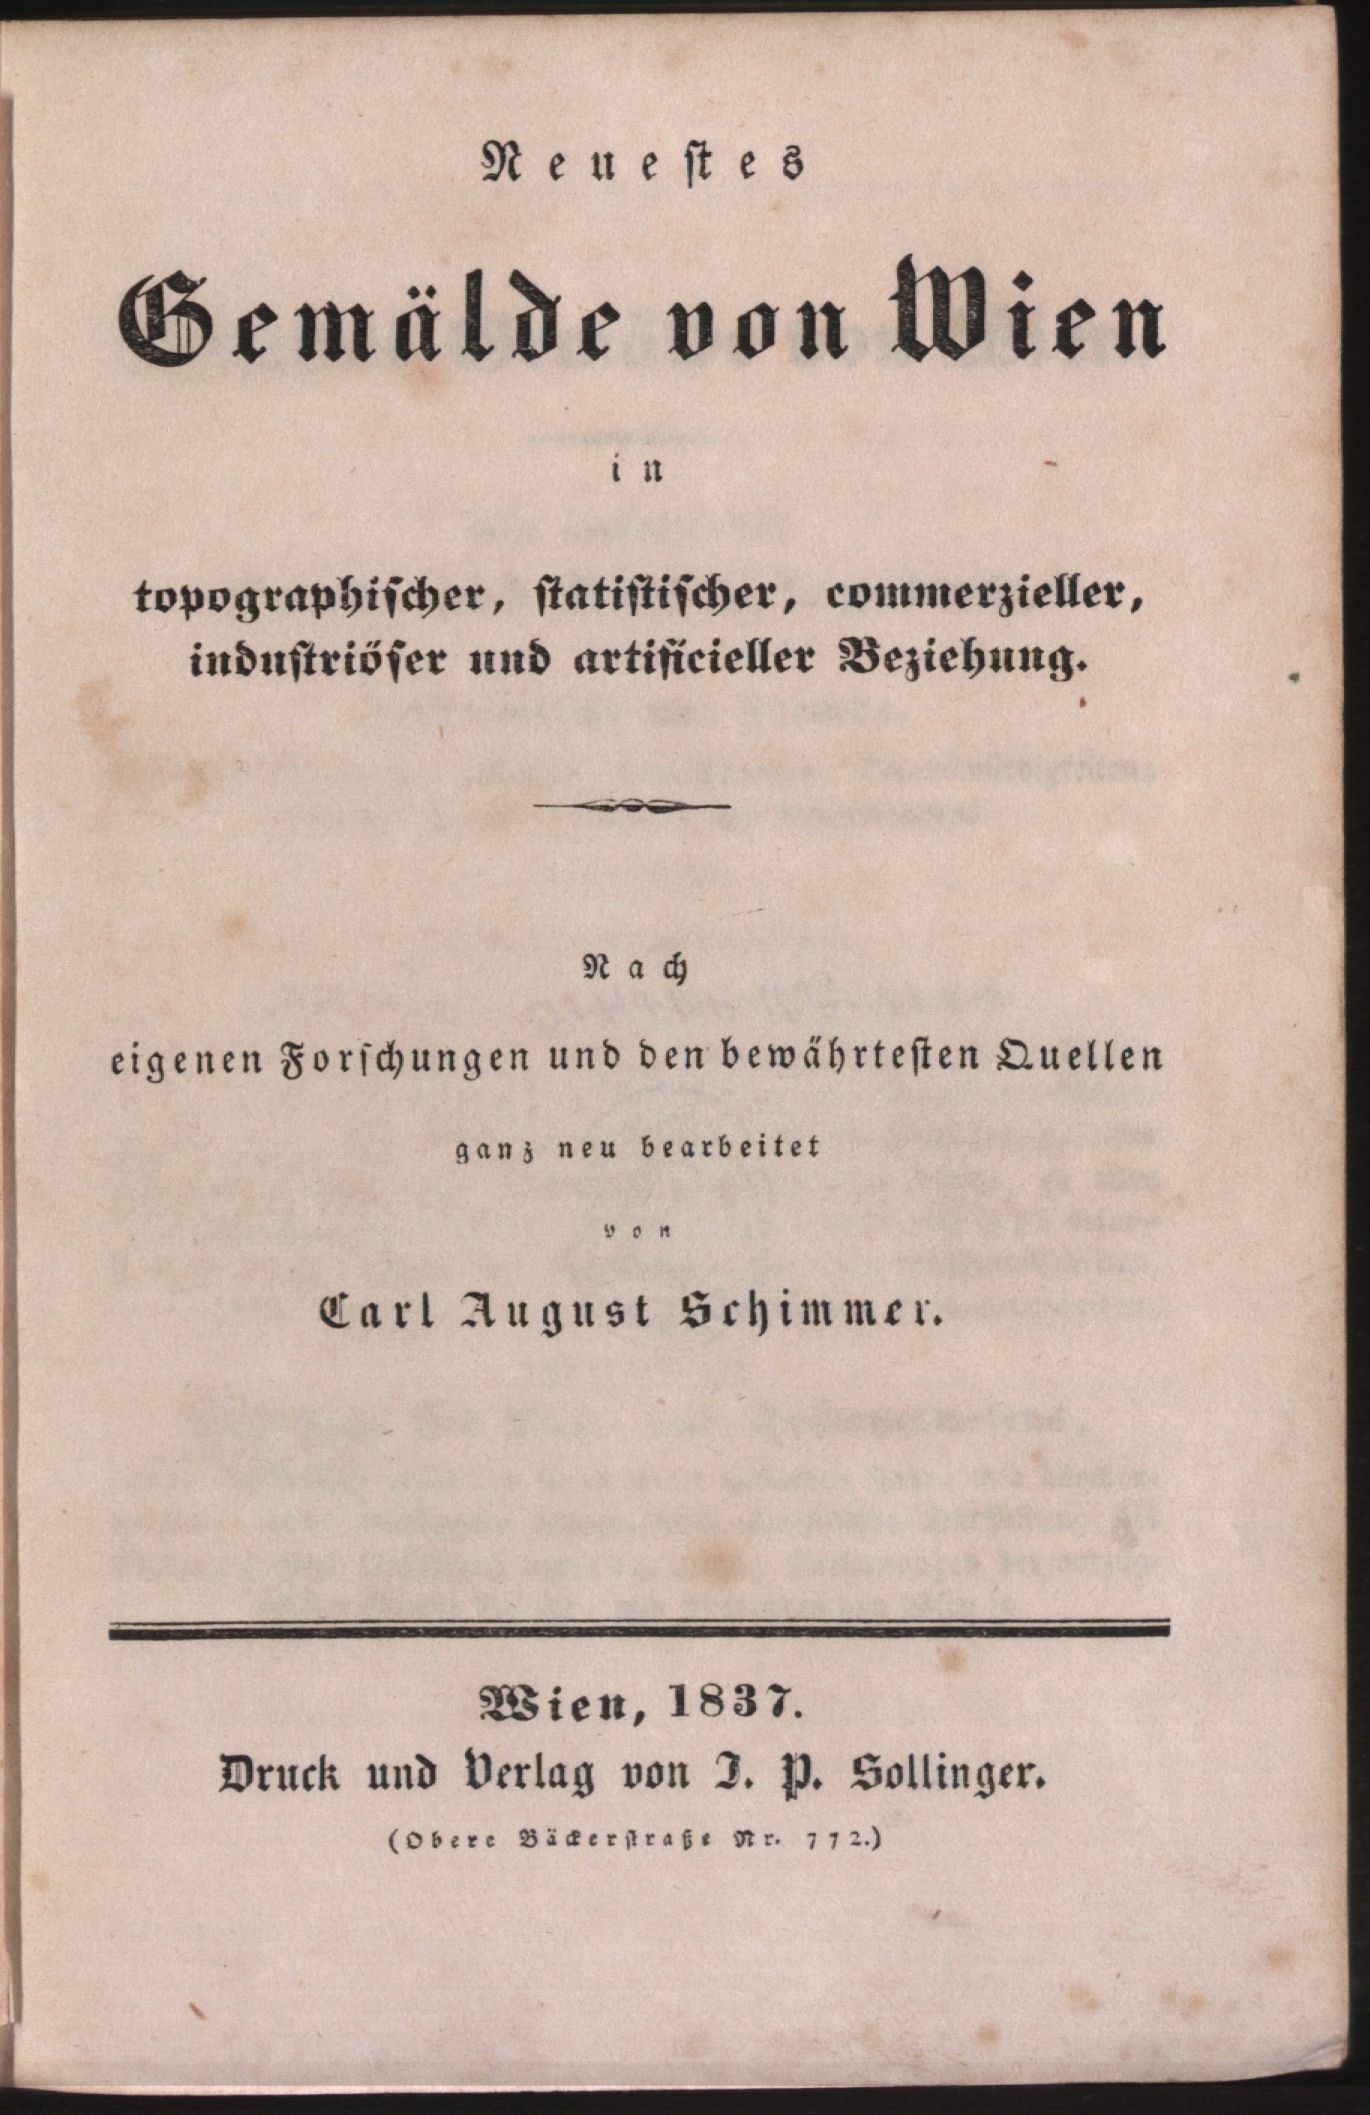 Neuestes
Gemälde von Wien
in
topographischer, statistischer, commerzieller,
industriöser und artificieller Beziehung.
Nach
eigenen Forschungen und den bewährtesten Quellen
ganz neu bearbeitet
von
Carl August Schimmer.
Wien, 1837.
Druck und Verlag von J. P. Sollinger.
(Obere Bäckerstraße Nr. 772.)